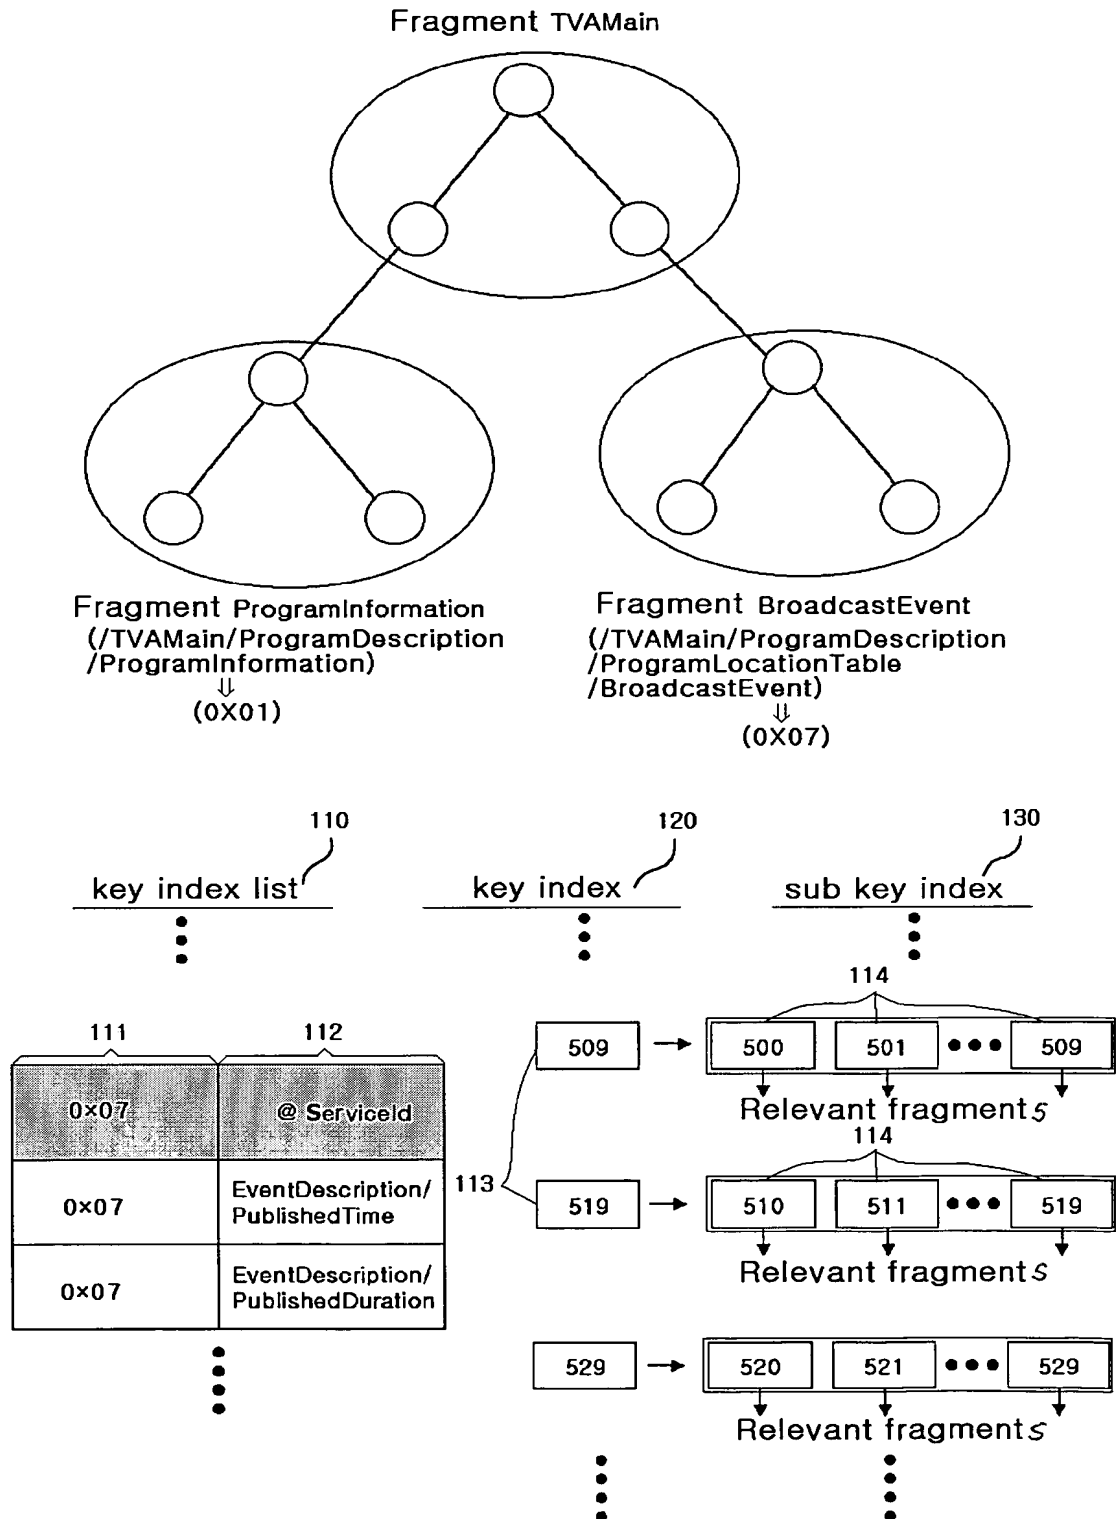 Fragment TVAMain
Fragment ProgramInformation
(/TVAMain/ProgramDescription
/ProgramInformation)
⇓
(0X01)
Fragment BroadcastEvent
(/TVAMain/ProgramDescription
/ProgramLocationTable
/BroadcastEvent)
⇓
(0X07)
110
key index list
120
key index
130
sub key index
111
112
0×07
@ ServiceId
0×07
EventDescription/
PublishedTime
0×07
EventDescription/
PublishedDuration
113
509
519
529
114
500 501 ●●● 509
Relevant fragments
114
510 511 ●●● 519
Relevant fragments
520 521 ●●● 529
Relevant fragments